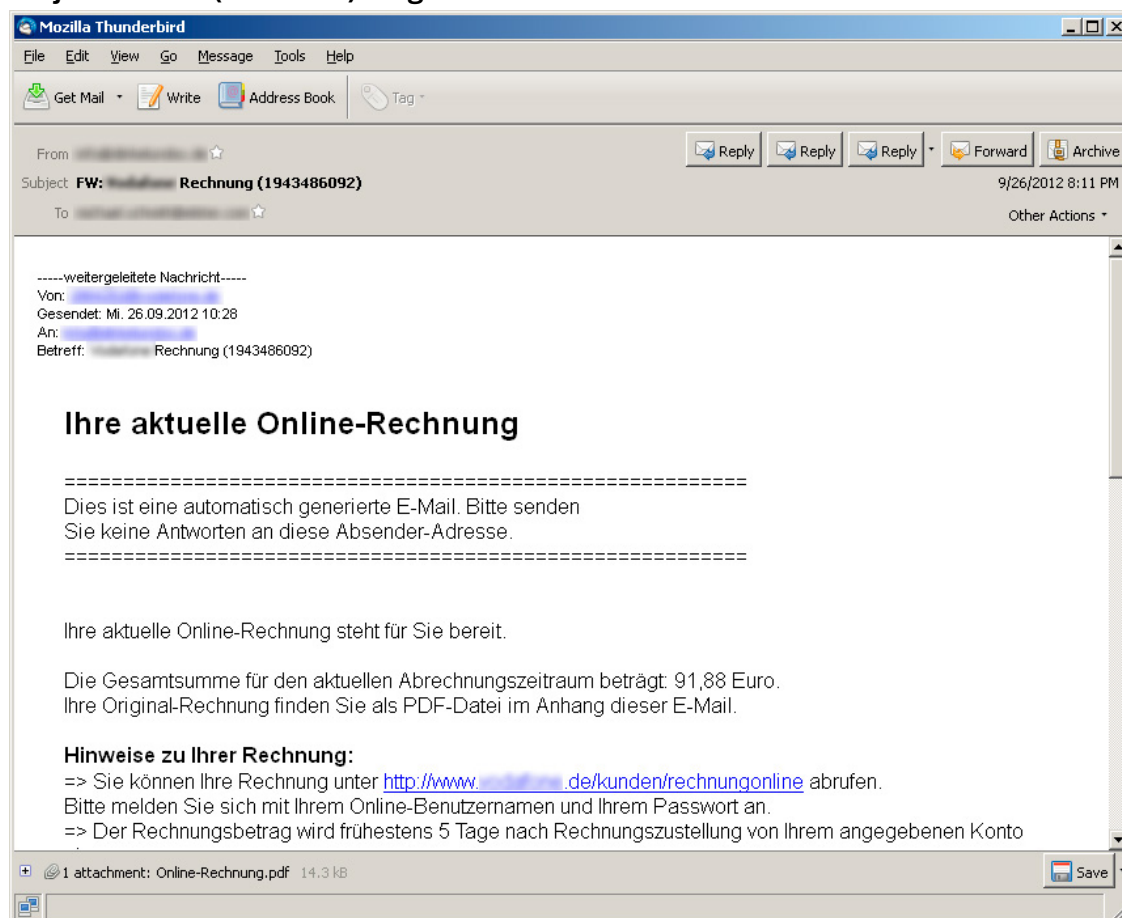 Mozilla Thunderbird
File Edit View Go Message Tools Help
Get Mail Write Address Book Tag
From
Reply Reply Reply Forward Archive
Subject FW: Rechnung (1943486092)
9/26/2012 8:11 PM
To
Other Actions
-----weitergeleitete Nachricht-----
Von:
Gesendet: Mi. 26.09.2012 10:28
An:
Betreff: Rechnung (1943486092)
Ihre aktuelle Online-Rechnung
==========================================================
Dies ist eine automatisch generierte E-Mail. Bitte senden
Sie keine Antworten an diese Absender-Adresse.
==========================================================
Ihre aktuelle Online-Rechnung steht für Sie bereit.
Die Gesamtsumme für den aktuellen Abrechnungszeitraum beträgt: 91,88 Euro.
Ihre Original-Rechnung finden Sie als PDF-Datei im Anhang dieser E-Mail.
Hinweise zu Ihrer Rechnung:
=> Sie können Ihre Rechnung unter http://www. .de/kunden/rechnungonline abrufen.
Bitte melden Sie sich mit Ihrem Online-Benutzernamen und Ihrem Passwort an.
=> Der Rechnungsbetrag wird frühestens 5 Tage nach Rechnungszustellung von Ihrem angegebenen Konto
1 attachment: Online-Rechnung.pdf 14.3 kB
Save